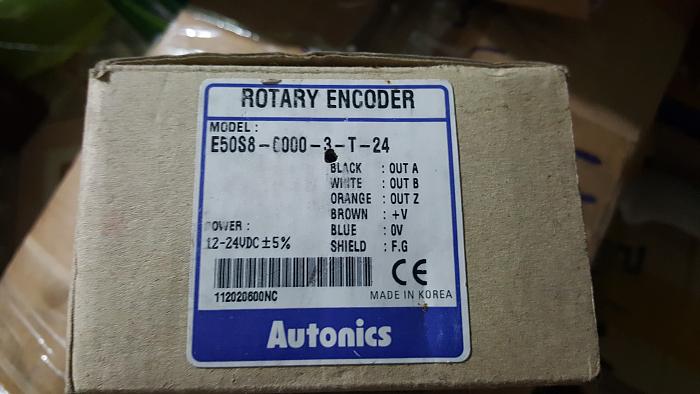 ROTARY ENCODER
MODEL :
E50S8-6000-3-T-24
BLACK : OUT A
WHITE : OUT B
ORANGE : OUT Z
BROWN : +V
BLUE : 0V
SHIELD : F.G
POWER :
12-24VDC ±5%
112020600NC
CE
MADE IN KOREA
Autonics